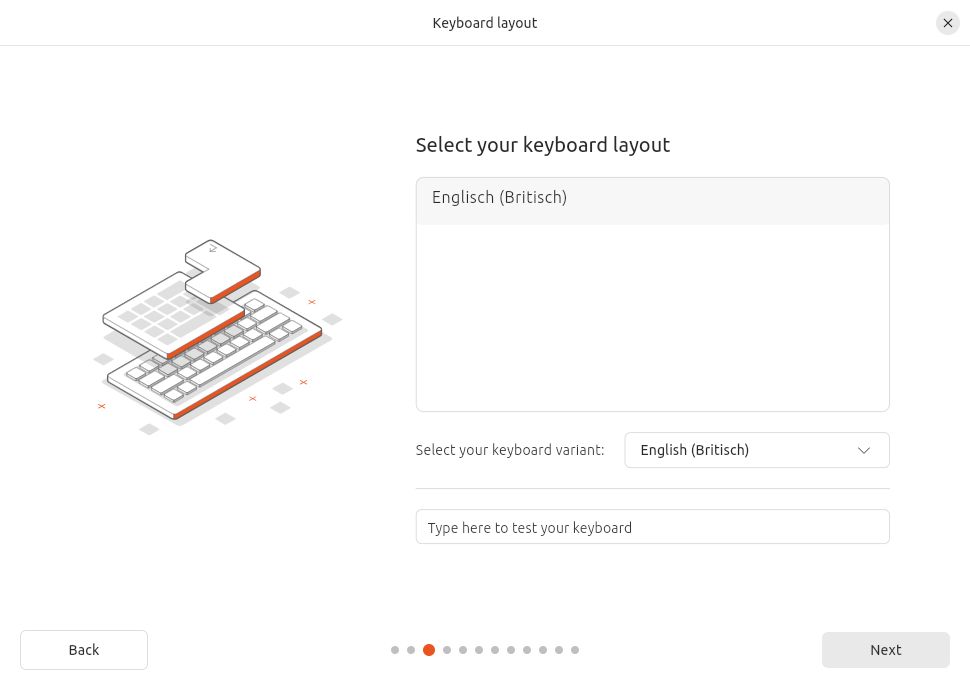 Keyboard layout
Select your keyboard layout
Englisch (Britisch)
Select your keyboard variant:
English (Britisch)
Type here to test your keyboard
Back
Next